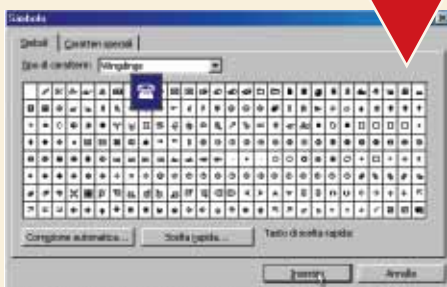 Simbolo
Simboli Caratteri speciali
Tipo di carattere: Wingdings
Correzione automatica... Scelta rapida... Tasto di scelta rapida:
Inserisci Annulla